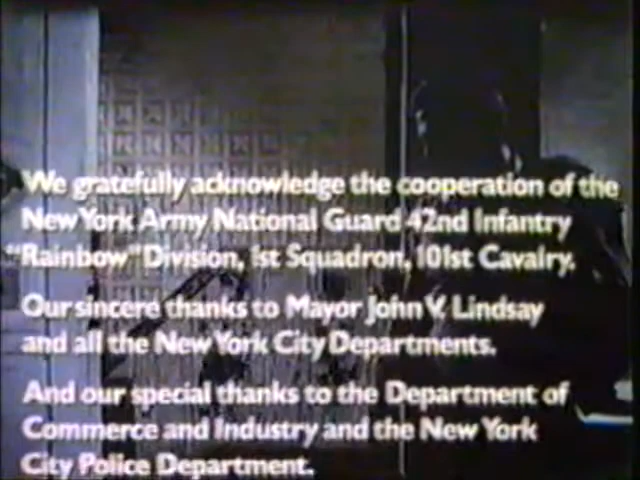 We gratefully acknowledge the cooperation of the
New York Army National Guard 42nd Infantry
"Rainbow" Division, 1st Squadron, 101st Cavalry.
Our sincere thanks to Mayor John V. Lindsay
and all the New York City Departments.
And our special thanks to the Department of
Commerce and Industry and the New York
City Police Department.